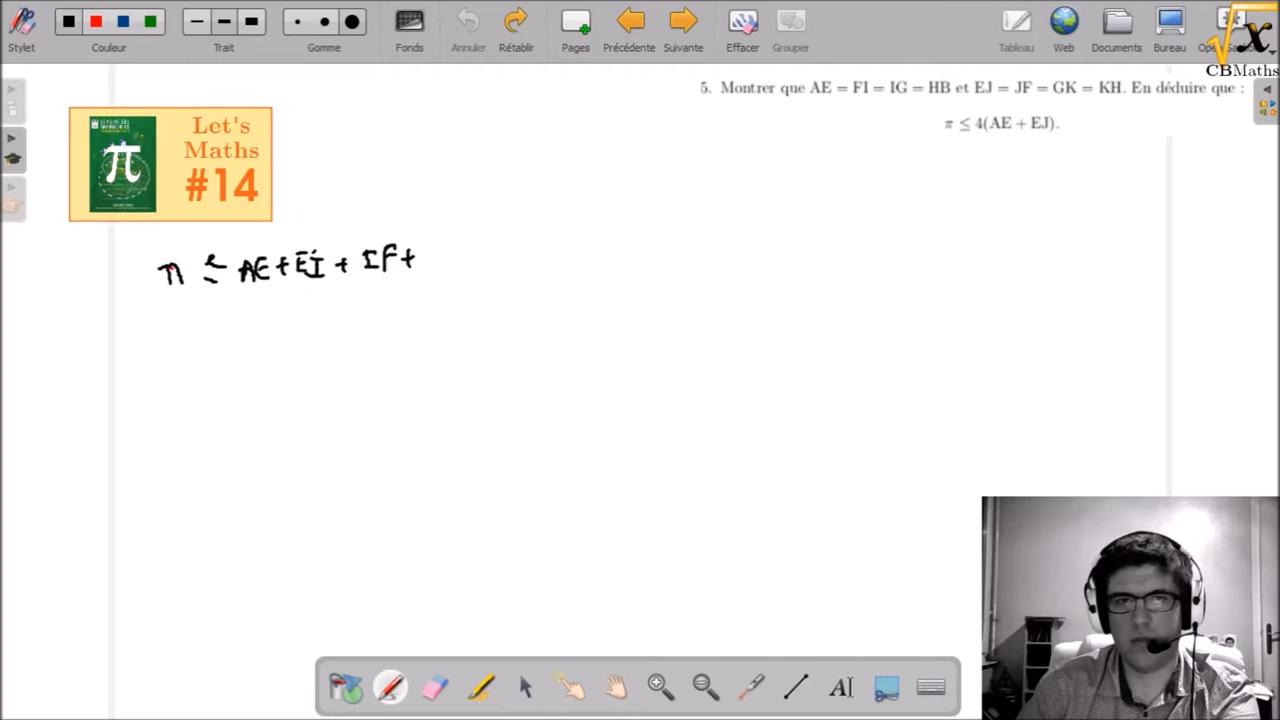 Stylet
Couleur
Trait
Gomme
Fonds
Annuler
Rétablir
Pages
Précédente
Suivante
Effacer
Grouper
Tableau
Web
Documents
Bureau
CBMaths
5. Montrer que AE = FI = IG = HB et EJ = JF = GK = KH. En déduire que :
π ≤ 4(AE + EJ).
Let's
Maths
#14
π
π ≤ AE + EJ + IF +
AI